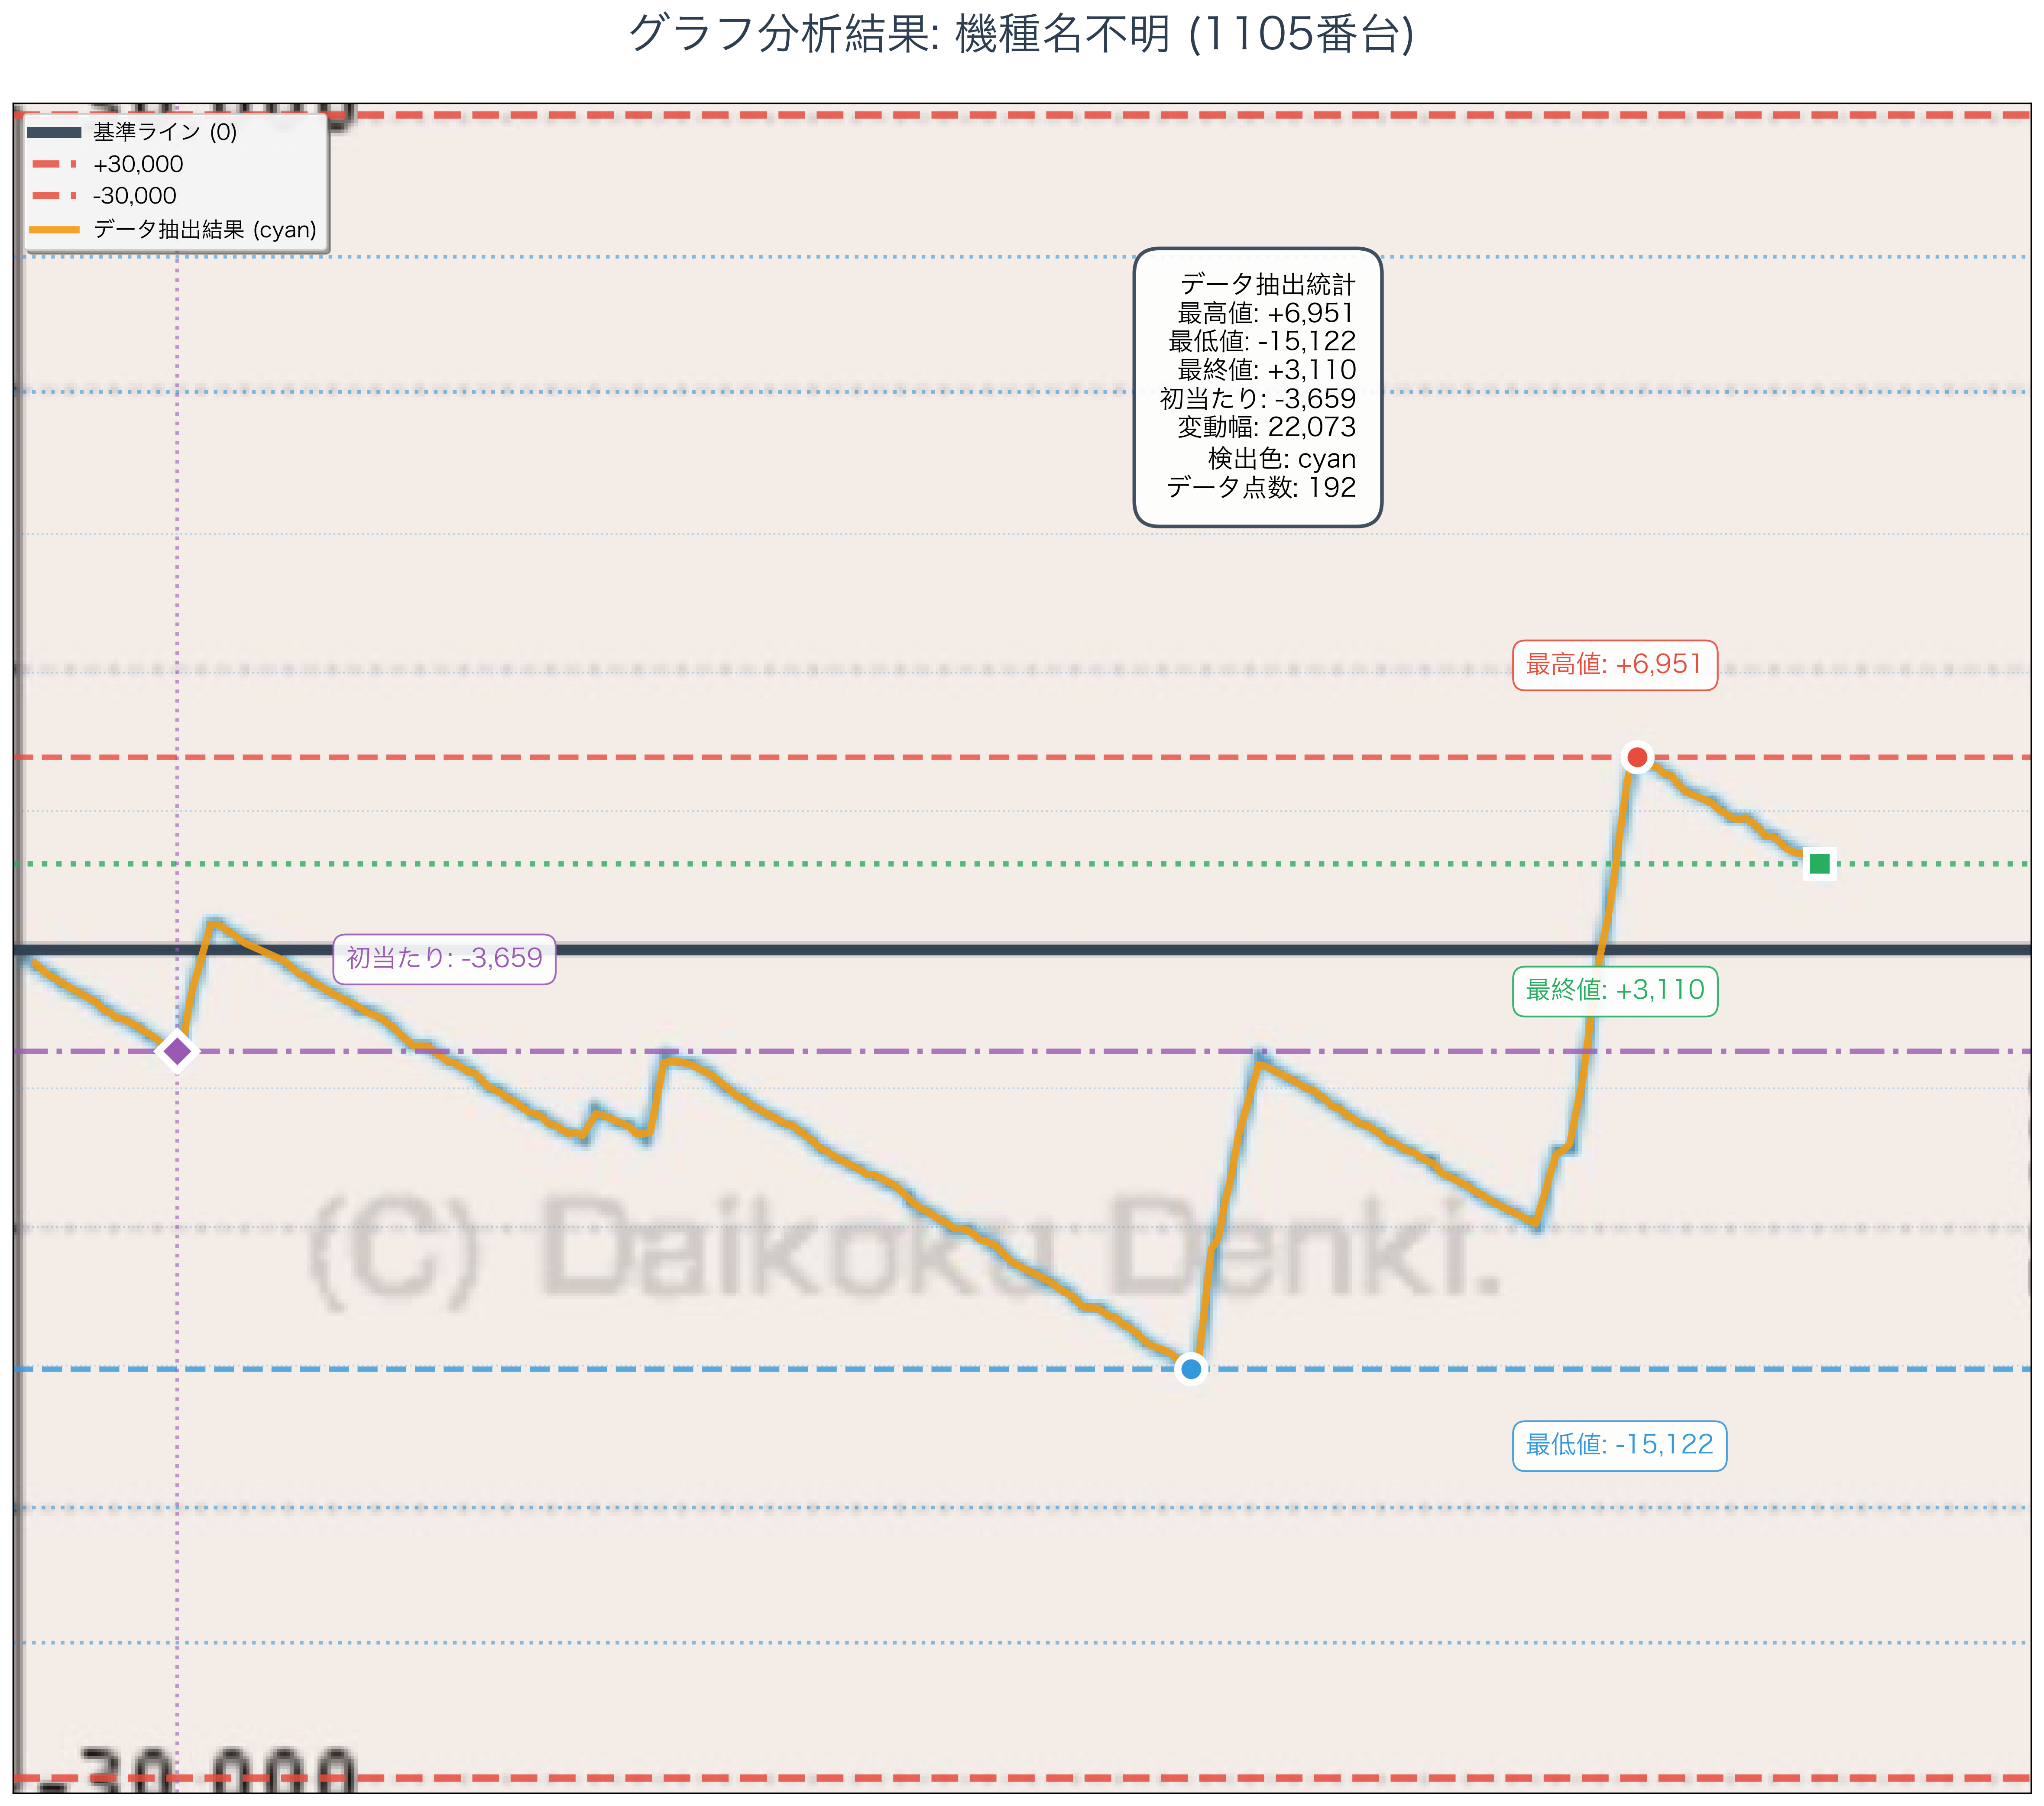 グラフ分析結果: 機種名不明 (1105番台)
基準ライン (0)
+30,000
-30,000
データ抽出結果 (cyan)
データ抽出統計
最高値: +6,951
最低値: -15,122
最終値: +3,110
初当たり: -3,659
変動幅: 22,073
検出色: cyan
データ点数: 192
最高値: +6,951
初当たり: -3,659
最終値: +3,110
(C) Daikoku Denki.
最低値: -15,122
-30,000